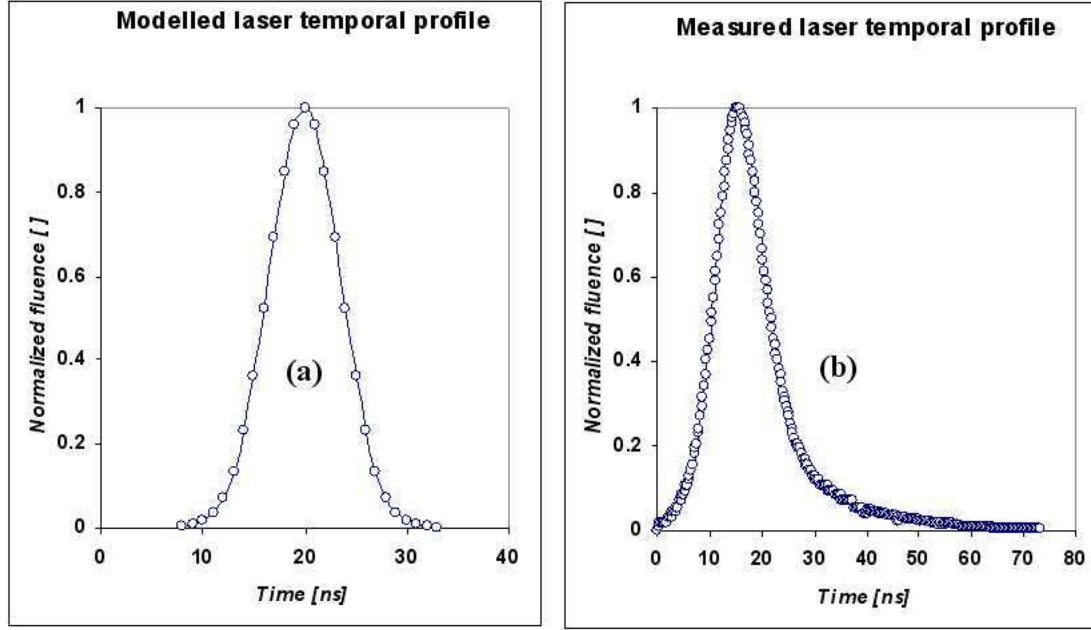 Modelled laser temporal profile
1
0.8
0.6
0.4
0.2
0
0 10 20 30 40
Normalized fluence [ ]
Time [ns]
(a)
Measured laser temporal profile
1
0.8
0.6
0.4
0.2
0
0 10 20 30 40 50 60 70 80
Normalized fluence [ ]
Time [ns]
(b)